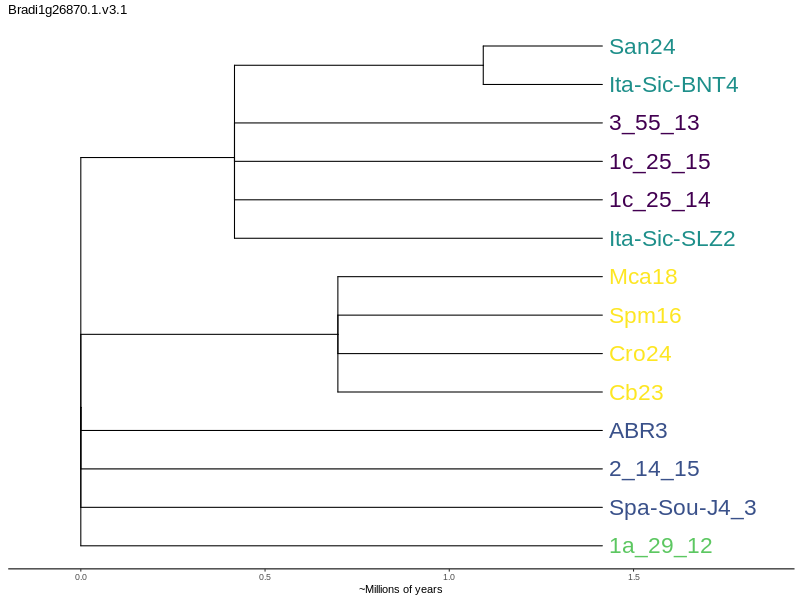 Bradi1g26870.1.v3.1
San24
Ita-Sic-BNT4
3_55_13
1c_25_15
1c_25_14
Ita-Sic-SLZ2
Mca18
Spm16
Cro24
Cb23
ABR3
2_14_15
Spa-Sou-J4_3
1a_29_12
0.0 0.5 1.0 1.5
~Millions of years